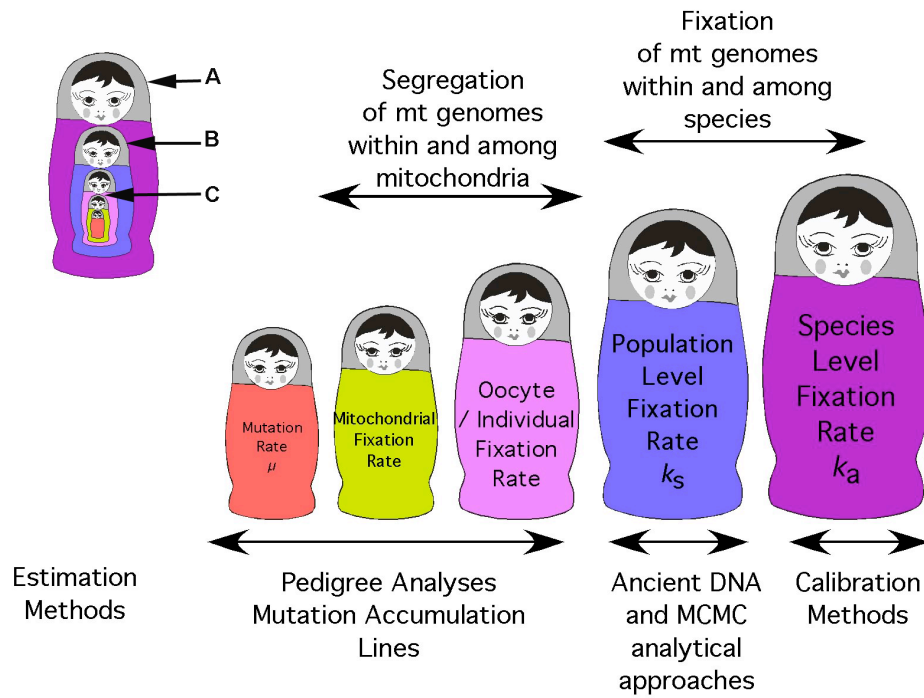 A
B
C
Segregation
of mt genomes
within and among
mitochondria
Fixation
of mt genomes
within and among
species
Mutation
Rate
μ
Mitochondrial
Fixation
Rate
Oocyte
/ Individual
Fixation
Rate
Population
Level
Fixation
Rate
ks
Species
Level
Fixation
Rate
ka
Estimation
Methods
Pedigree Analyses
Mutation Accumulation
Lines
Ancient DNA
and MCMC
analytical
approaches
Calibration
Methods